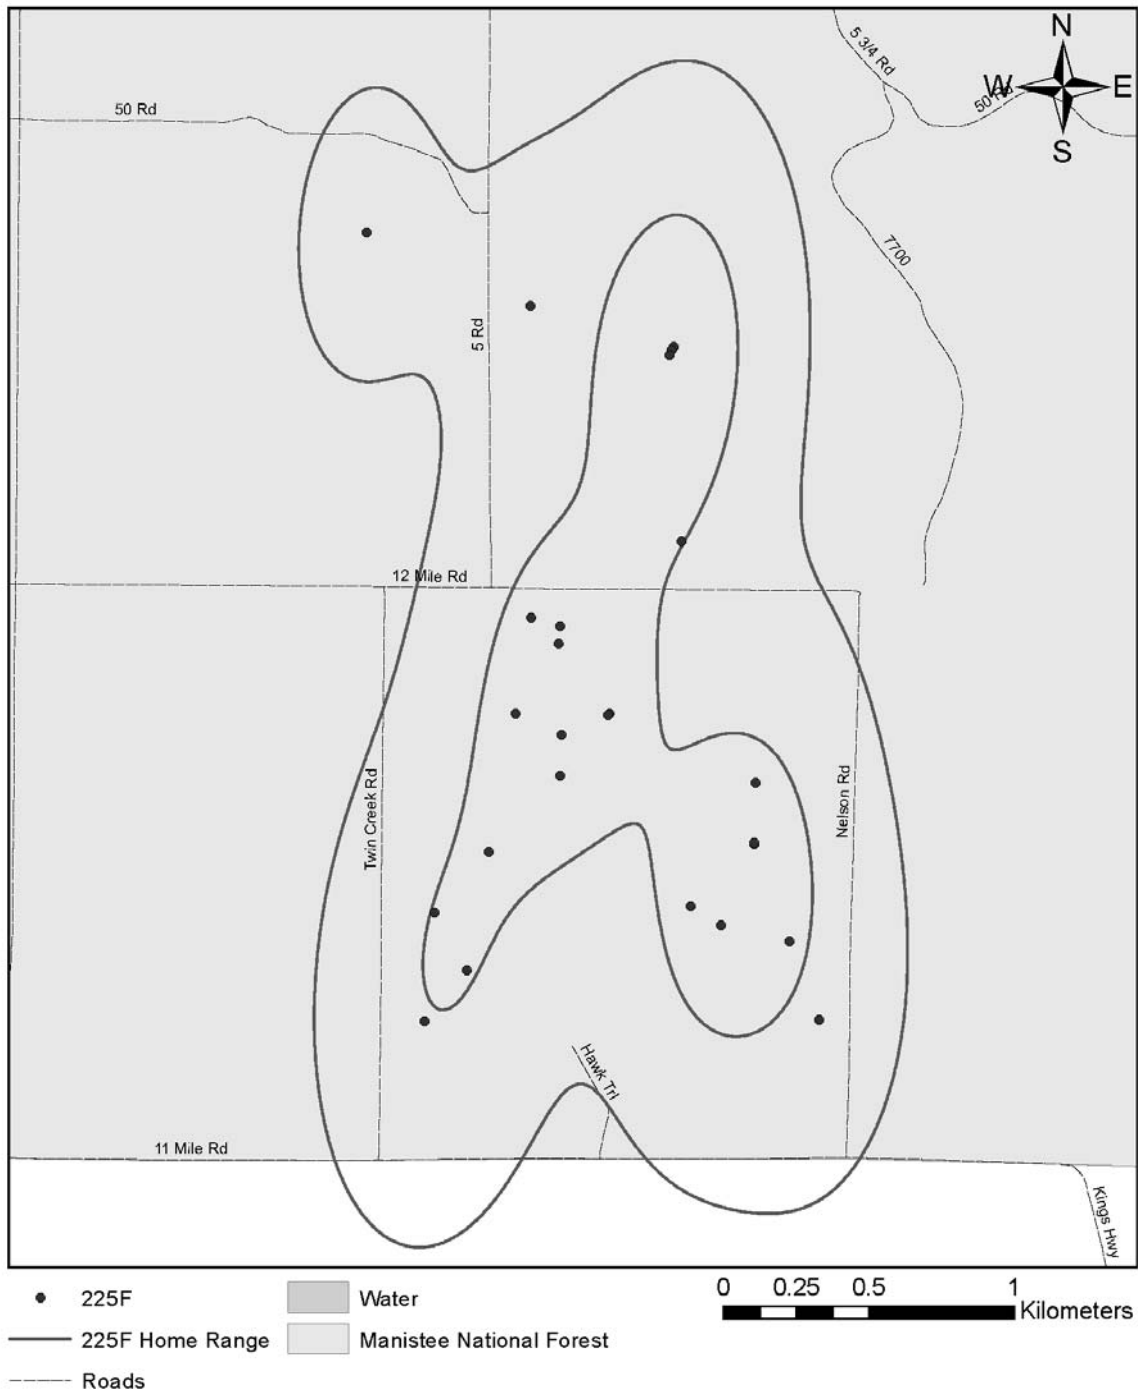 N
5 3/4 Rd
W
E
50 Rd
50 Rd
S
7700
5 Rd
12 Mile Rd
Twin Creek Rd
Nelson Rd
Hawk Trl
11 Mile Rd
Kings Hwy
225F
Water
0 0.25 0.5 1
Kilometers
225F Home Range
Manistee National Forest
Roads